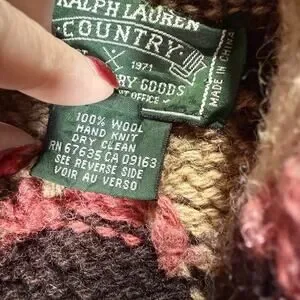 RALPH LAUREN
COUNTRY
1971
RY GOODS
T OFFICE
MADE IN CHINA
100% WOOL
HAND KNIT
DRY CLEAN
RN 67635 CA 09163
SEE REVERSE SIDE
VOIR AU VERSO